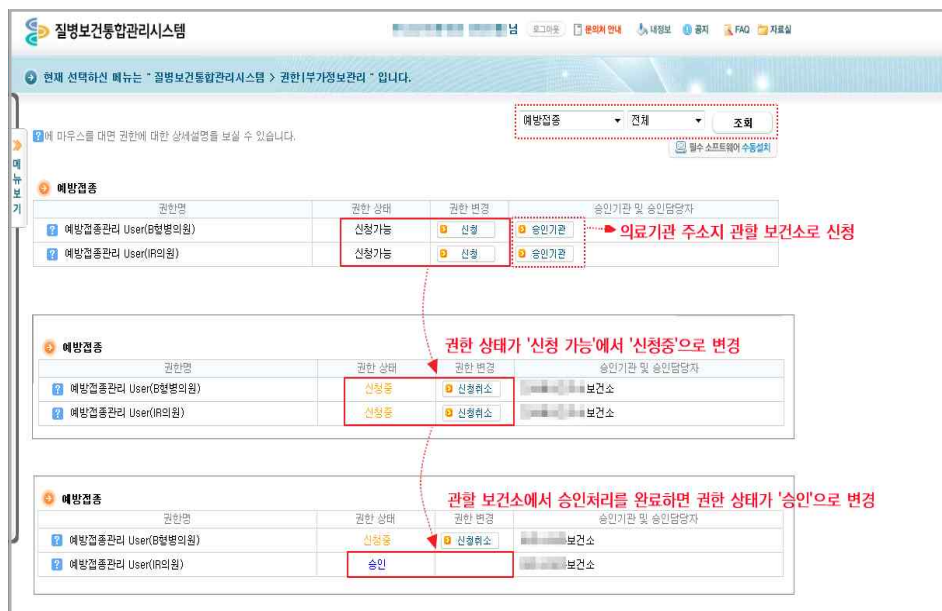 질병보건통합관리시스템
님 로그아웃 문의처 안내 내정보 공지 FAQ 자료실
현재 선택하신 메뉴는 " 질병보건통합관리시스템 > 권한|부가정보관리 " 입니다.
예방접종 전체 조회
?에 마우스를 대면 권한에 대한 상세설명를 보실 수 있습니다.
필수 소프트웨어 수동설치
메뉴보기
예방접종
권한명 권한 상태 권한 변경 승인기관 및 승인담당자
? 예방접종관리 User(B형병의원) 신청가능 신청 승인기관 의료기관 주소지 관할 보건소로 신청
? 예방접종관리 User(IR의원) 신청가능 신청 승인기관
예방접종 권한 상태가 '신청 가능'에서 '신청중'으로 변경
권한명 권한 상태 권한 변경 승인기관 및 승인담당자
? 예방접종관리 User(B형병의원) 신청중 신청취소 보건소
? 예방접종관리 User(IR의원) 신청중 신청취소 보건소
예방접종 관할 보건소에서 승인처리를 완료하면 권한 상태가 '승인'으로 변경
권한명 권한 상태 권한 변경 승인기관 및 승인담당자
? 예방접종관리 User(B형병의원) 신청중 신청취소 보건소
? 예방접종관리 User(IR의원) 승인 보건소